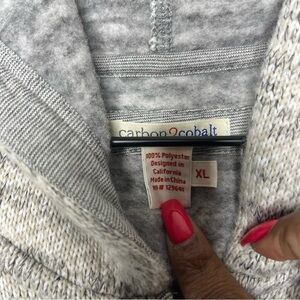 carbon2cobalt
100% Polyester
Designed in
California
Made in China
XL